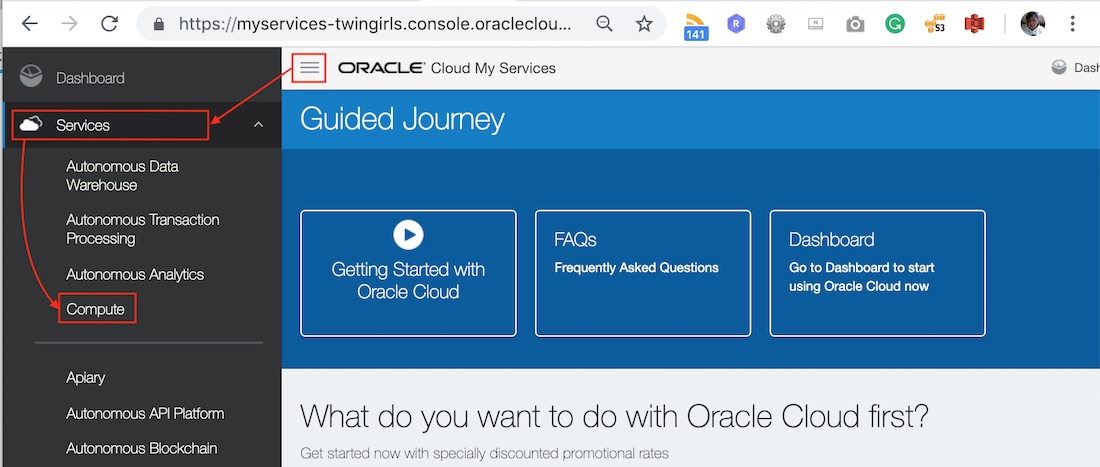 https://myservices-twingirls.console.oracleclou...
141
R
N
G
S3
Dashboard
ORACLE® Cloud My Services
Dash
Services
Guided Journey
Autonomous Data
Warehouse
Autonomous Transaction
Processing
Autonomous Analytics
Compute
Getting Started with
Oracle Cloud
FAQs
Frequently Asked Questions
Dashboard
Go to Dashboard to start
using Oracle Cloud now
Apiary
Autonomous API Platform
Autonomous Blockchain
What do you want to do with Oracle Cloud first?
Get started now with specially discounted promotional rates